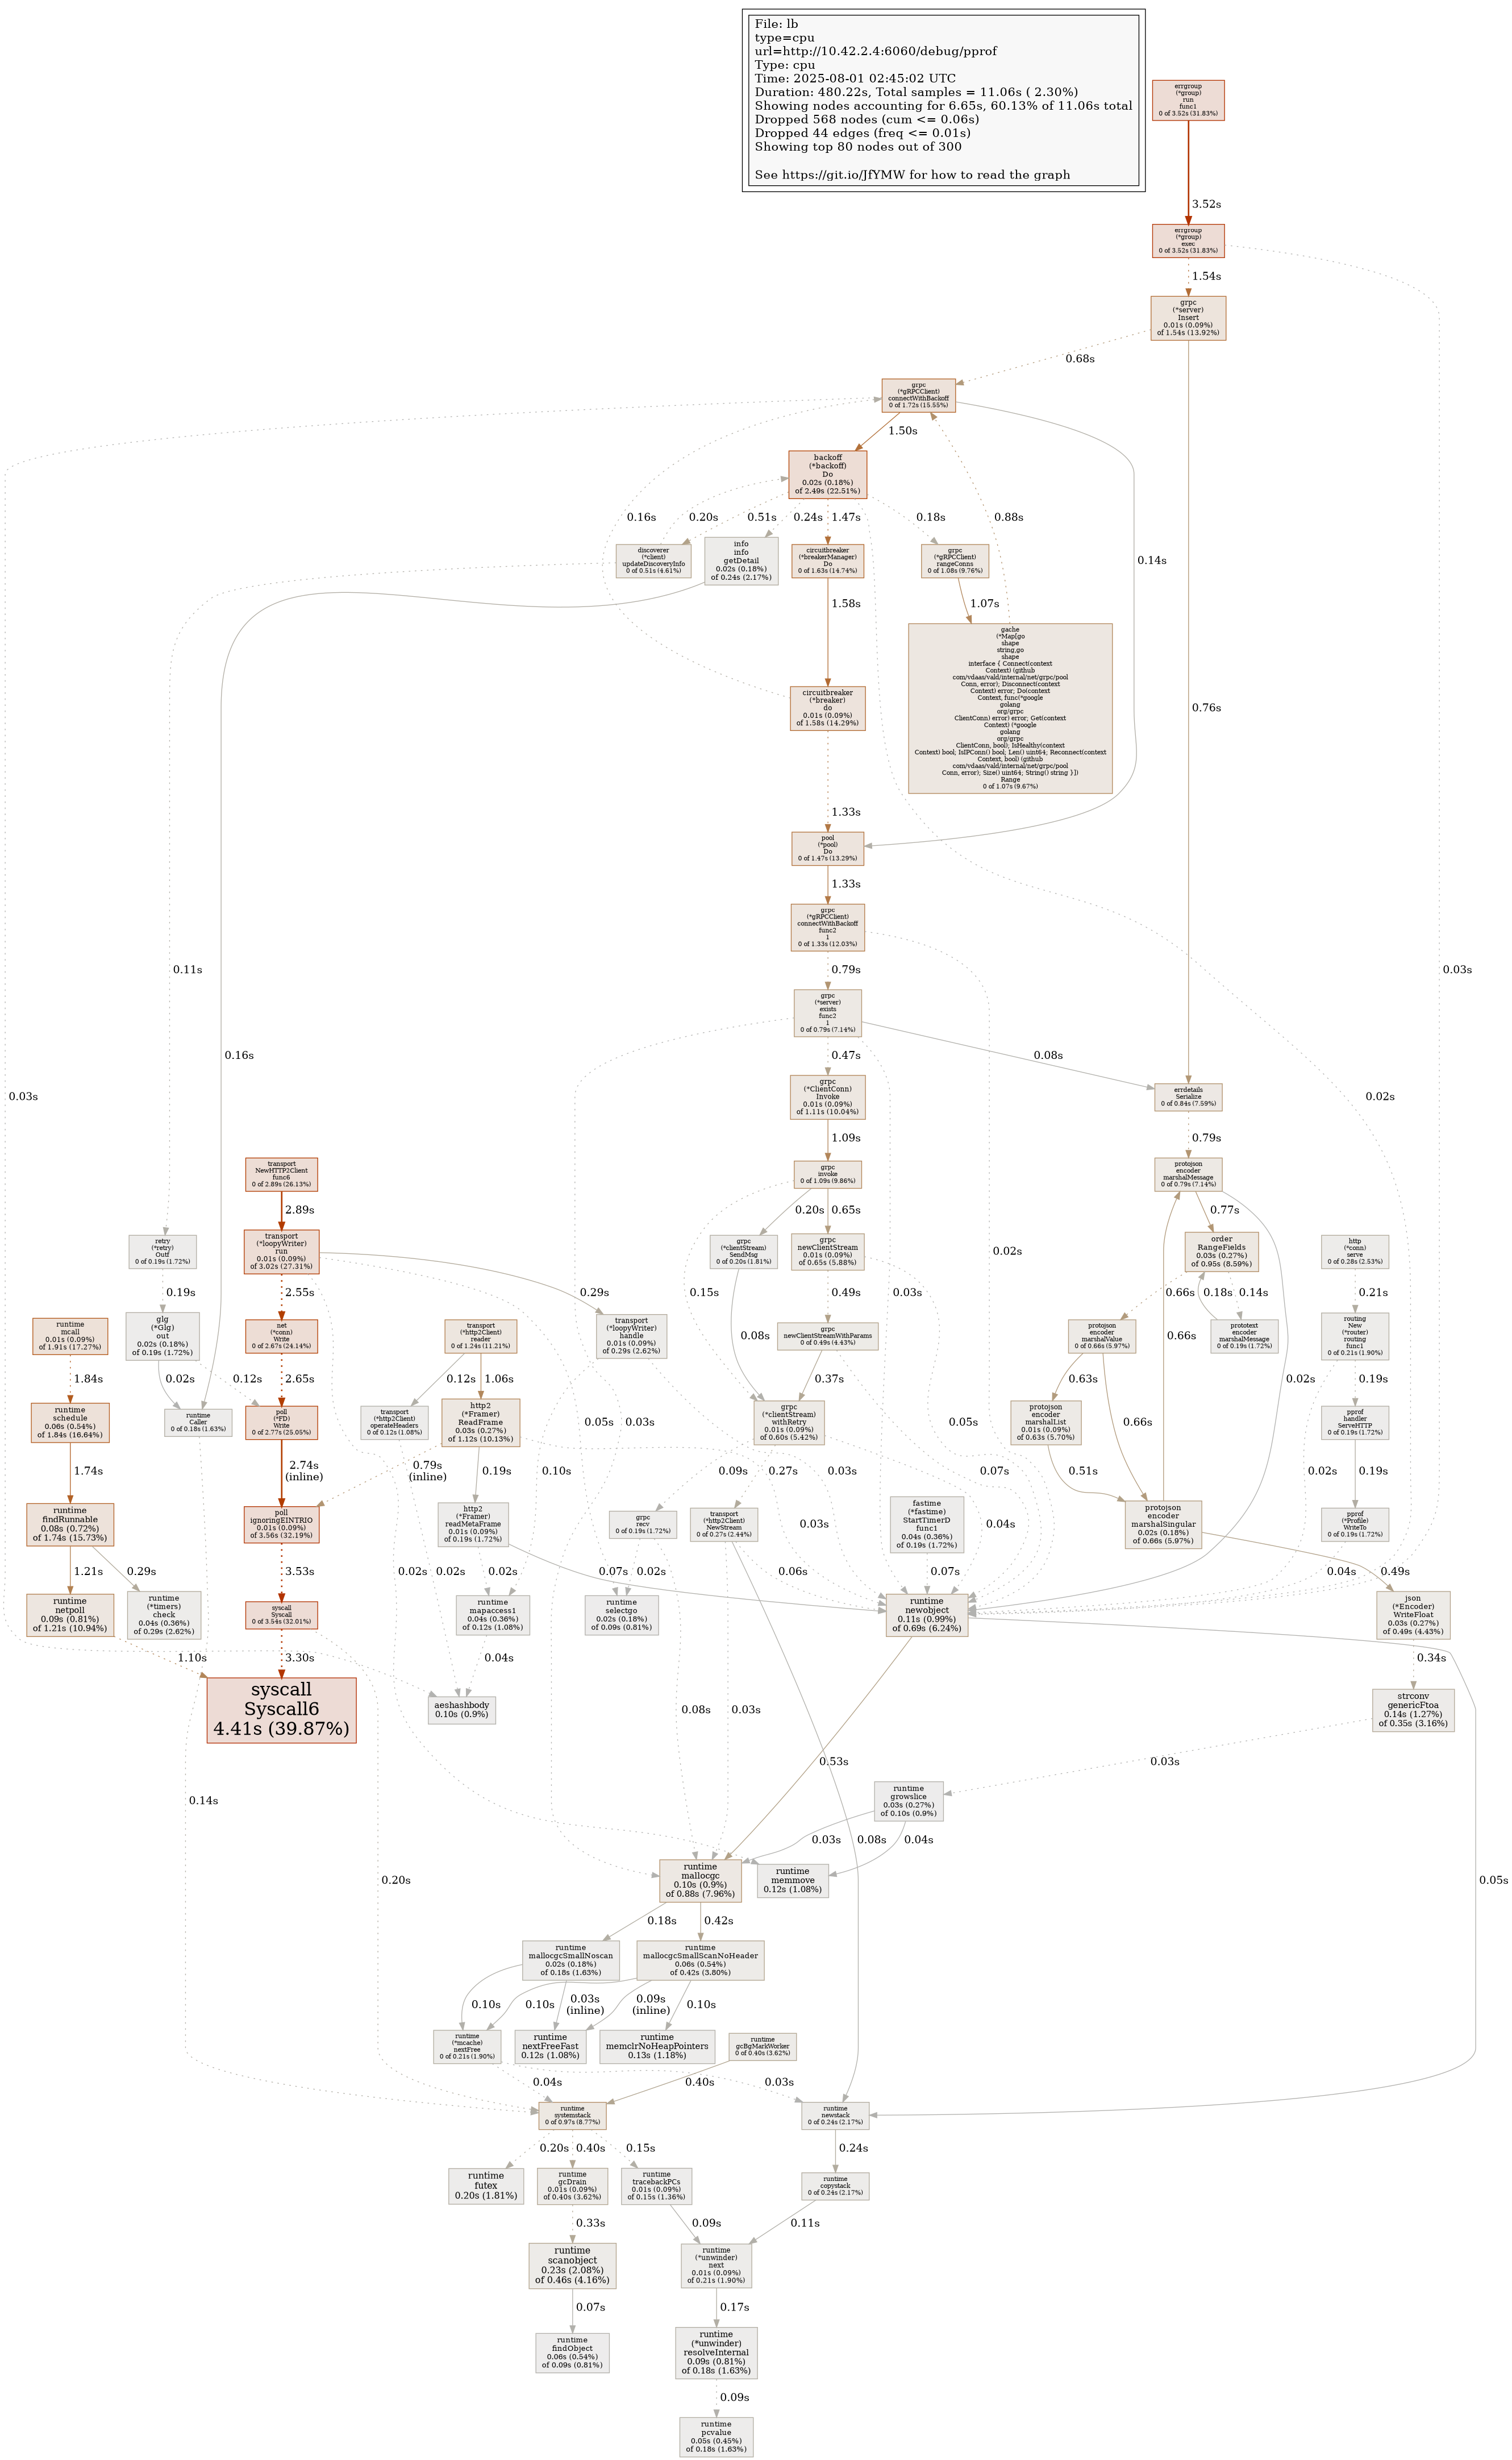 File: lb
type=cpu
url=http://10.42.2.4:6060/debug/pprof
Type: cpu
Time: 2025-08-01 02:45:02 UTC
Duration: 480.22s, Total samples = 11.06s ( 2.30%)
Showing nodes accounting for 6.65s, 60.13% of 11.06s total
Dropped 568 nodes (cum <= 0.06s)
Dropped 44 edges (freq <= 0.01s)
Showing top 80 nodes out of 300
See https://git.io/JfYMW for how to read the graph
errgroup
(*group)
run
func1
0 of 3.52s (31.83%)
3.52s
errgroup
(*group)
exec
0 of 3.52s (31.83%)
1.54s
grpc
(*server)
Insert
0.01s (0.09%)
of 1.54s (13.92%)
0.68s
grpc
(*gRPCClient)
connectWithBackoff
0 of 1.72s (15.55%)
1.50s
backoff
(*backoff)
Do
0.02s (0.18%)
of 2.49s (22.51%)
0.16s
0.20s
0.51s
0.24s
1.47s
0.18s
0.88s
0.14s
discoverer
(*client)
updateDiscoveryInfo
0 of 0.51s (4.61%)
info
info
getDetail
0.02s (0.18%)
of 0.24s (2.17%)
circuitbreaker
(*breakerManager)
Do
0 of 1.63s (14.74%)
grpc
(*gRPCClient)
rangeConns
0 of 1.08s (9.76%)
1.58s
1.07s
gache
(*Map[go
shape
string,go
shape
interface { Connect(context
Context) (github
com/vdaas/vald/internal/net/grpc/pool
Conn, error); Disconnect(context
Context) error; Do(context
Context, func(*google
golang
org/grpc
ClientConn) error) error; Get(context
Context) (*google
golang
org/grpc
ClientConn, bool); IsHealthy(context
Context) bool; IsIPConn() bool; Len() uint64; Reconnect(context
Context, bool) (github
com/vdaas/vald/internal/net/grpc/pool
Conn, error); Size() uint64; String() string }])
Range
0 of 1.07s (9.67%)
circuitbreaker
(*breaker)
do
0.01s (0.09%)
of 1.58s (14.29%)
0.76s
1.33s
pool
(*pool)
Do
0 of 1.47s (13.29%)
1.33s
grpc
(*gRPCClient)
connectWithBackoff
func2
1
0 of 1.33s (12.03%)
0.11s
0.79s
0.03s
grpc
(*server)
exists
func2
1
0 of 0.79s (7.14%)
0.16s
0.47s
0.08s
0.03s
0.02s
grpc
(*ClientConn)
Invoke
0.01s (0.09%)
of 1.11s (10.04%)
errdetails
Serialize
0 of 0.84s (7.59%)
1.09s
0.79s
transport
NewHTTP2Client
func6
0 of 2.89s (26.13%)
grpc
invoke
0 of 1.09s (9.86%)
protojson
encoder
marshalMessage
0 of 0.79s (7.14%)
2.89s
0.20s
0.65s
0.77s
retry
(*retry)
Outf
0 of 0.19s (1.72%)
transport
(*loopyWriter)
run
0.01s (0.09%)
of 3.02s (27.31%)
grpc
(*clientStream)
SendMsg
0 of 0.20s (1.81%)
grpc
newClientStream
0.01s (0.09%)
of 0.65s (5.88%)
0.02s
order
RangeFields
0.03s (0.27%)
of 0.95s (8.59%)
http
(*conn)
serve
0 of 0.28s (2.53%)
0.19s
2.55s
0.29s
0.15s
0.49s
0.03s
0.66s
0.18s
0.14s
0.21s
runtime
mcall
0.01s (0.09%)
of 1.91s (17.27%)
glg
(*Glg)
out
0.02s (0.18%)
of 0.19s (1.72%)
net
(*conn)
Write
0 of 2.67s (24.14%)
transport
(*http2Client)
reader
0 of 1.24s (11.21%)
transport
(*loopyWriter)
handle
0.01s (0.09%)
of 0.29s (2.62%)
grpc
newClientStreamWithParams
0 of 0.49s (4.43%)
protojson
encoder
marshalValue
0 of 0.66s (5.97%)
prototext
encoder
marshalMessage
0 of 0.19s (1.72%)
routing
New
(*router)
routing
func1
0 of 0.21s (1.90%)
1.84s
0.02s
0.12s
2.65s
0.12s
1.06s
0.08s
0.37s
0.63s
0.66s
0.02s
0.19s
runtime
schedule
0.06s (0.54%)
of 1.84s (16.64%)
runtime
Caller
0 of 0.18s (1.63%)
poll
(*FD)
Write
0 of 2.77s (25.05%)
transport
(*http2Client)
operateHeaders
0 of 0.12s (1.08%)
http2
(*Framer)
ReadFrame
0.03s (0.27%)
of 1.12s (10.13%)
0.05s
0.03s
grpc
(*clientStream)
withRetry
0.01s (0.09%)
of 0.60s (5.42%)
0.05s
protojson
encoder
marshalList
0.01s (0.09%)
of 0.63s (5.70%)
0.66s
pprof
handler
ServeHTTP
0 of 0.19s (1.72%)
1.74s
2.74s
(inline)
0.79s
(inline)
0.19s
0.10s
0.09s
0.27s
0.03s
0.07s
0.51s
0.02s
0.19s
runtime
findRunnable
0.08s (0.72%)
of 1.74s (15.73%)
poll
ignoringEINTRIO
0.01s (0.09%)
of 3.56s (32.19%)
http2
(*Framer)
readMetaFrame
0.01s (0.09%)
of 0.19s (1.72%)
grpc
recv
0 of 0.19s (1.72%)
transport
(*http2Client)
NewStream
0 of 0.27s (2.44%)
0.03s
fastime
(*fastime)
StartTimerD
func1
0.04s (0.36%)
of 0.19s (1.72%)
0.04s
protojson
encoder
marshalSingular
0.02s (0.18%)
of 0.66s (5.97%)
pprof
(*Profile)
WriteTo
0 of 0.19s (1.72%)
1.21s
0.29s
3.53s
0.02s
0.02s
0.02s
0.07s
0.02s
0.06s
0.07s
0.04s
0.49s
runtime
netpoll
0.09s (0.81%)
of 1.21s (10.94%)
runtime
(*timers)
check
0.04s (0.36%)
of 0.29s (2.62%)
syscall
Syscall
0 of 3.54s (32.01%)
runtime
mapaccess1
0.04s (0.36%)
of 0.12s (1.08%)
runtime
selectgo
0.02s (0.18%)
of 0.09s (0.81%)
runtime
newobject
0.11s (0.99%)
of 0.69s (6.24%)
json
(*Encoder)
WriteFloat
0.03s (0.27%)
of 0.49s (4.43%)
1.10s
3.30s
0.04s
0.34s
syscall
Syscall6
4.41s (39.87%)
aeshashbody
0.10s (0.9%)
0.08s
0.03s
strconv
genericFtoa
0.14s (1.27%)
of 0.35s (3.16%)
0.53s
0.03s
0.14s
runtime
growslice
0.03s (0.27%)
of 0.10s (0.9%)
0.20s
0.03s
0.08s
0.04s
0.05s
runtime
mallocgc
0.10s (0.9%)
of 0.88s (7.96%)
runtime
memmove
0.12s (1.08%)
0.18s
0.42s
runtime
mallocgcSmallNoscan
0.02s (0.18%)
of 0.18s (1.63%)
runtime
mallocgcSmallScanNoHeader
0.06s (0.54%)
of 0.42s (3.80%)
0.10s
0.10s
0.03s
(inline)
0.09s
(inline)
0.10s
runtime
(*mcache)
nextFree
0 of 0.21s (1.90%)
runtime
nextFreeFast
0.12s (1.08%)
runtime
memclrNoHeapPointers
0.13s (1.18%)
runtime
gcBgMarkWorker
0 of 0.40s (3.62%)
0.04s
0.40s
0.03s
runtime
systemstack
0 of 0.97s (8.77%)
runtime
newstack
0 of 0.24s (2.17%)
0.20s
0.40s
0.15s
0.24s
runtime
futex
0.20s (1.81%)
runtime
gcDrain
0.01s (0.09%)
of 0.40s (3.62%)
runtime
tracebackPCs
0.01s (0.09%)
of 0.15s (1.36%)
runtime
copystack
0 of 0.24s (2.17%)
0.33s
0.09s
0.11s
runtime
scanobject
0.23s (2.08%)
of 0.46s (4.16%)
runtime
(*unwinder)
next
0.01s (0.09%)
of 0.21s (1.90%)
0.07s
0.17s
runtime
findObject
0.06s (0.54%)
of 0.09s (0.81%)
runtime
(*unwinder)
resolveInternal
0.09s (0.81%)
of 0.18s (1.63%)
0.09s
runtime
pcvalue
0.05s (0.45%)
of 0.18s (1.63%)